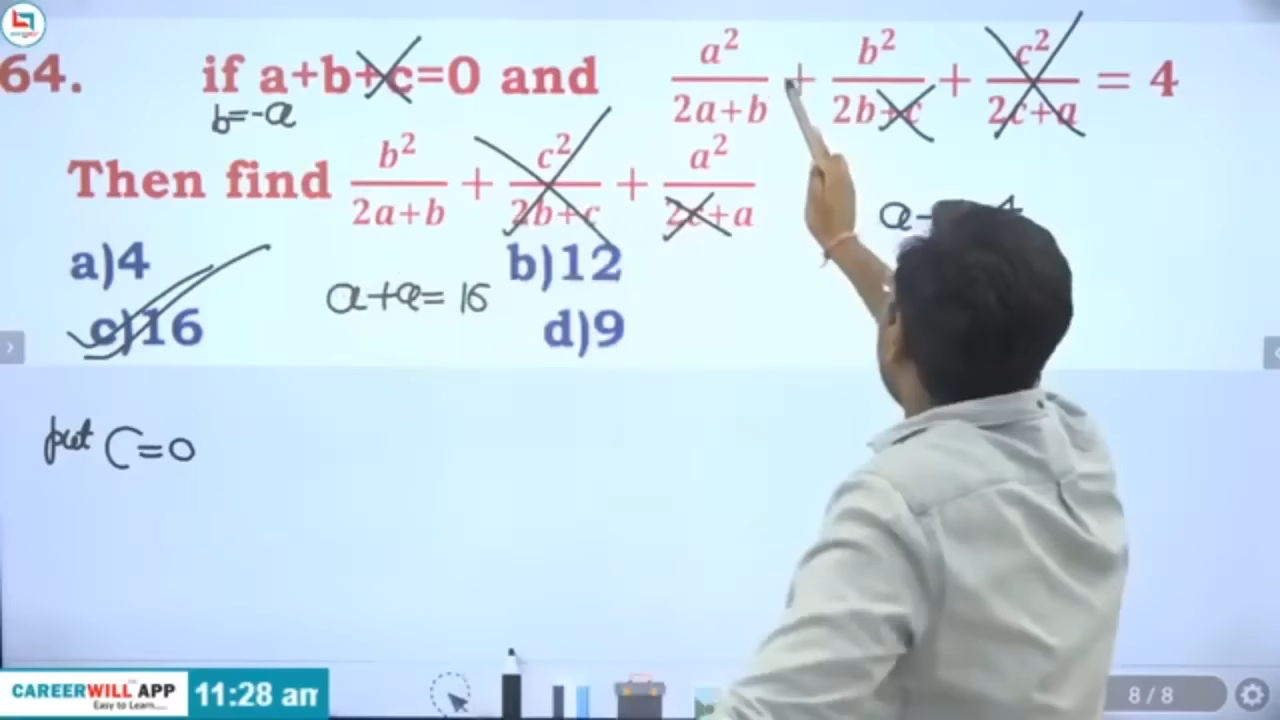 64. if a+b+c=0 and a²/2a+b + b²/2b+c + c²/2c+a = 4
b=-a
Then find b²/2a+b + c²/2b+c + a²/2c+a
a)4 b)12
a+a=16
c)16 d)9
put C=0
CAREERWILL APP
Easy to Learn.....
11:28 am
8 / 8